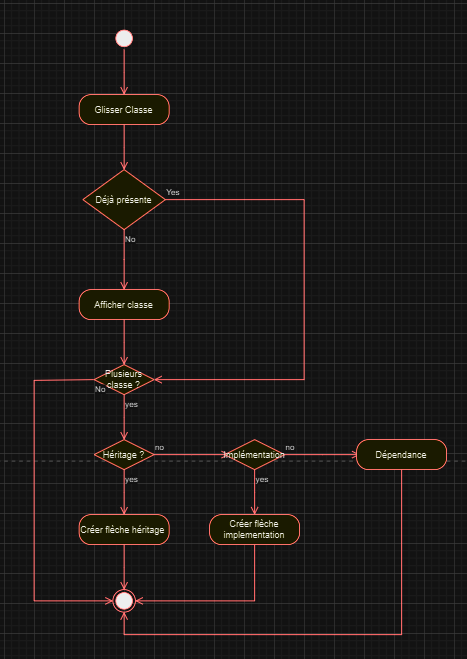 Glisser Classe
Déjà présente
Yes
No
Afficher classe
Plusieurs
classe ?
No
yes
Héritage ?
no
Implémentation
no
Dépendance
yes
yes
Créer flèche héritage
Créer flèche
implementation